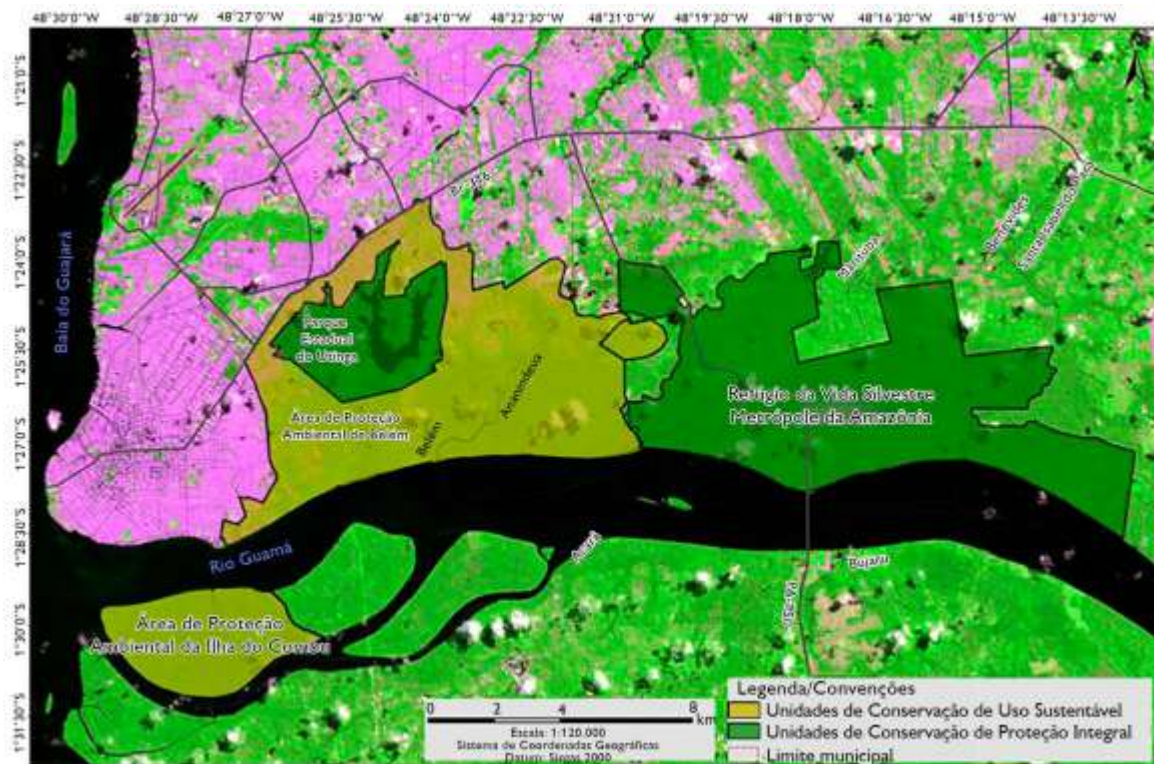 48°30'0"W 48°28'30"W 48°27'0"W 48°25'30"W 48°24'0"W 48°22'30"W 48°21'0"W 48°19'30"W 48°18'0"W 48°16'30"W 48°15'0"W 48°13'30"W
1°21'0"S
1°22'30"S
1°24'0"S
1°25'30"S
1°27'0"S
1°28'30"S
1°30'0"S
1°31'30"S
Baía do Guajará
Br-316
Benevides
Marituba
Parque
Estadual
do Utinga
Ananindeua
Belém
Área de Proteção
Ambiental de Belém
Refúgio da Vida Silvestre
Metrópole da Amazônia
Rio Guamá
Acará
Bujaru
Área de Proteção
Ambiental da Ilha do Combu
0 2 4 8
km
Escala: 1:120.000
Sistema de Coordenadas Geográficas
Datum: Sirgas 2000
Legenda/Convenções
Unidades de Conservação de Uso Sustentável
Unidades de Conservação de Proteção Integral
Limite municipal